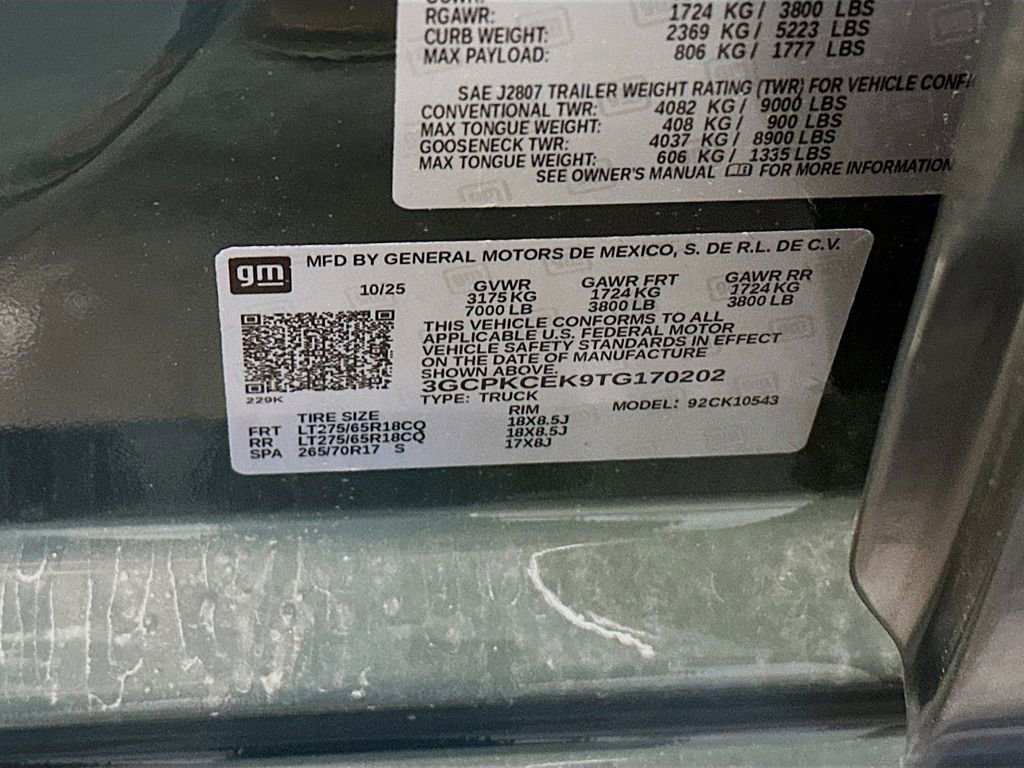 RGAWR: 1724 KG / 3800 LBS
CURB WEIGHT: 2369 KG / 5223 LBS
MAX PAYLOAD: 806 KG / 1777 LBS
SAE J2807 TRAILER WEIGHT RATING (TWR) FOR VEHICLE
CONVENTIONAL TWR: 4082 KG / 9000 LBS
MAX TONGUE WEIGHT: 408 KG / 900 LBS
GOOSENECK TWR: 4037 KG / 8900 LBS
MAX TONGUE WEIGHT: 606 KG / 1335 LBS
SEE OWNER'S MANUAL FOR MORE INFORMATION
gm
MFD BY GENERAL MOTORS DE MEXICO, S. DE R.L. DE C.V.
10/25 GVWR GAWR FRT GAWR RR
3175 KG 1724 KG 1724 KG
7000 LB 3800 LB 3800 LB
THIS VEHICLE CONFORMS TO ALL
APPLICABLE U.S. FEDERAL MOTOR
VEHICLE SAFETY STANDARDS IN EFFECT
ON THE DATE OF MANUFACTURE
SHOWN ABOVE.
3GCPKCEK9TG170202
229K
TYPE: TRUCK MODEL: 92CK10543
TIRE SIZE RIM
FRT LT275/65R18CQ 18X8.5J
RR LT275/65R18CQ 18X8.5J
SPA 265/70R17 S 17X8J